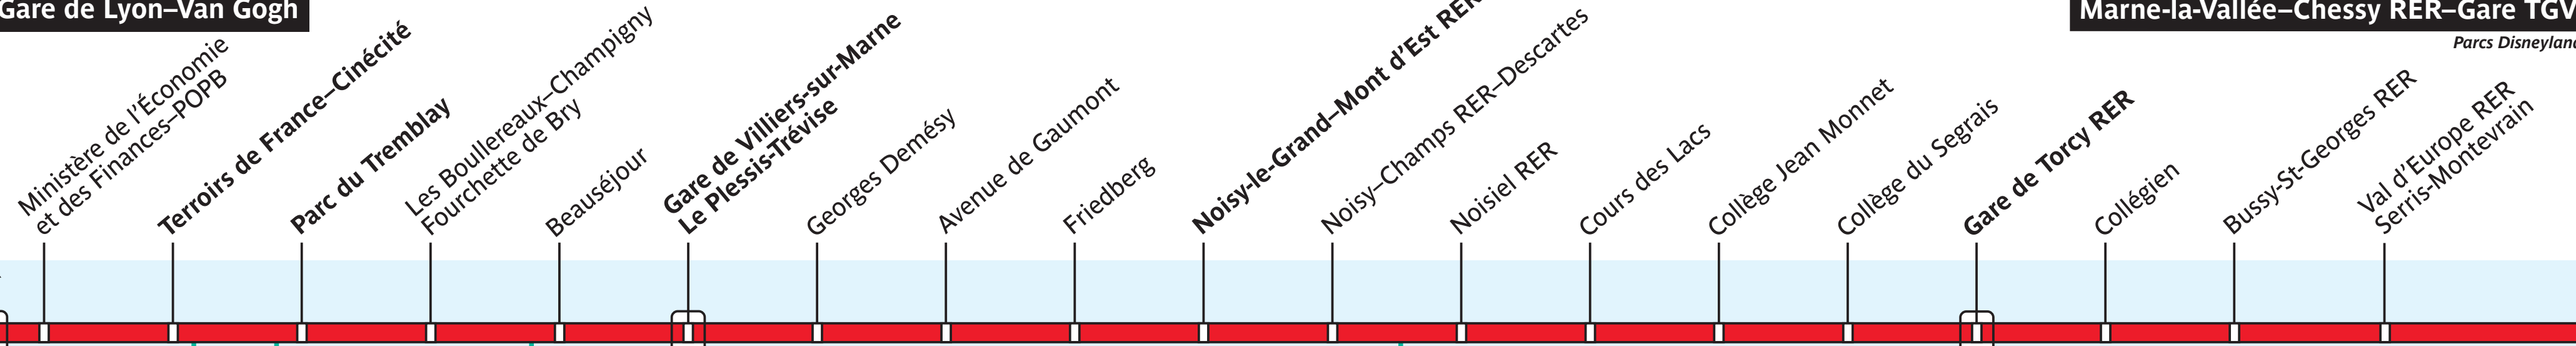 Gare de Lyon–Van Gogh
Marne-la-Vallée–Chessy RER–Gare TGV
Parcs Disneyland
Ministère de l'Économie
et des Finances–POPB
Terroirs de France–Cinécité
Parc du Tremblay
Les Boullereaux–Champigny
Fourchette de Bry
Beauséjour
Gare de Villiers-sur-Marne
Le Plessis-Trévise
Georges Demésy
Avenue de Gaumont
Friedberg
Noisy-le-Grand–Mont d'Est RER
Noisy–Champs RER–Descartes
Noisiel RER
Cours des Lacs
Collège Jean Monnet
Collège du Segrais
Gare de Torcy RER
Collégien
Bussy-St-Georges RER
Val d'Europe RER
Serris-Montevrain